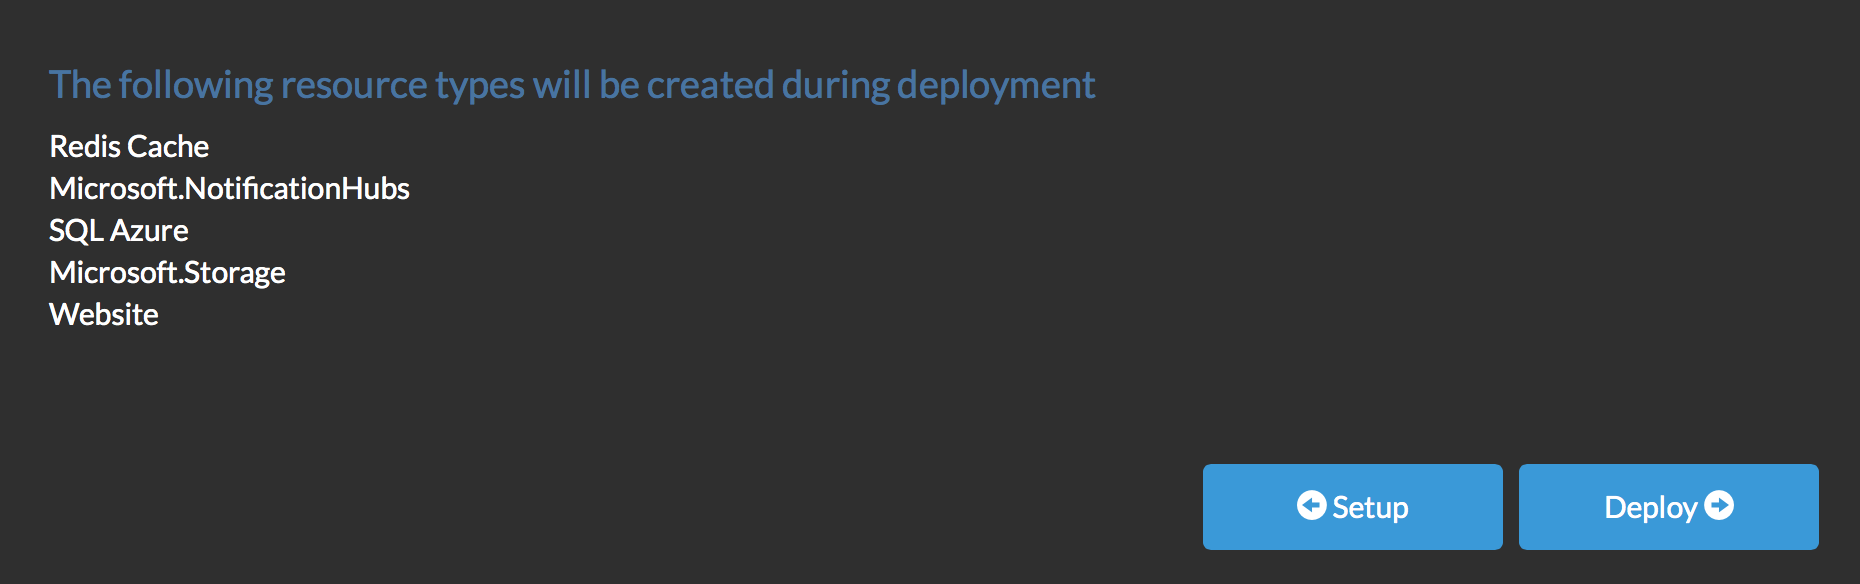 The following resource types will be created during deployment
Redis Cache
Microsoft.NotificationHubs
SQL Azure
Microsoft.Storage
Website
Setup
Deploy